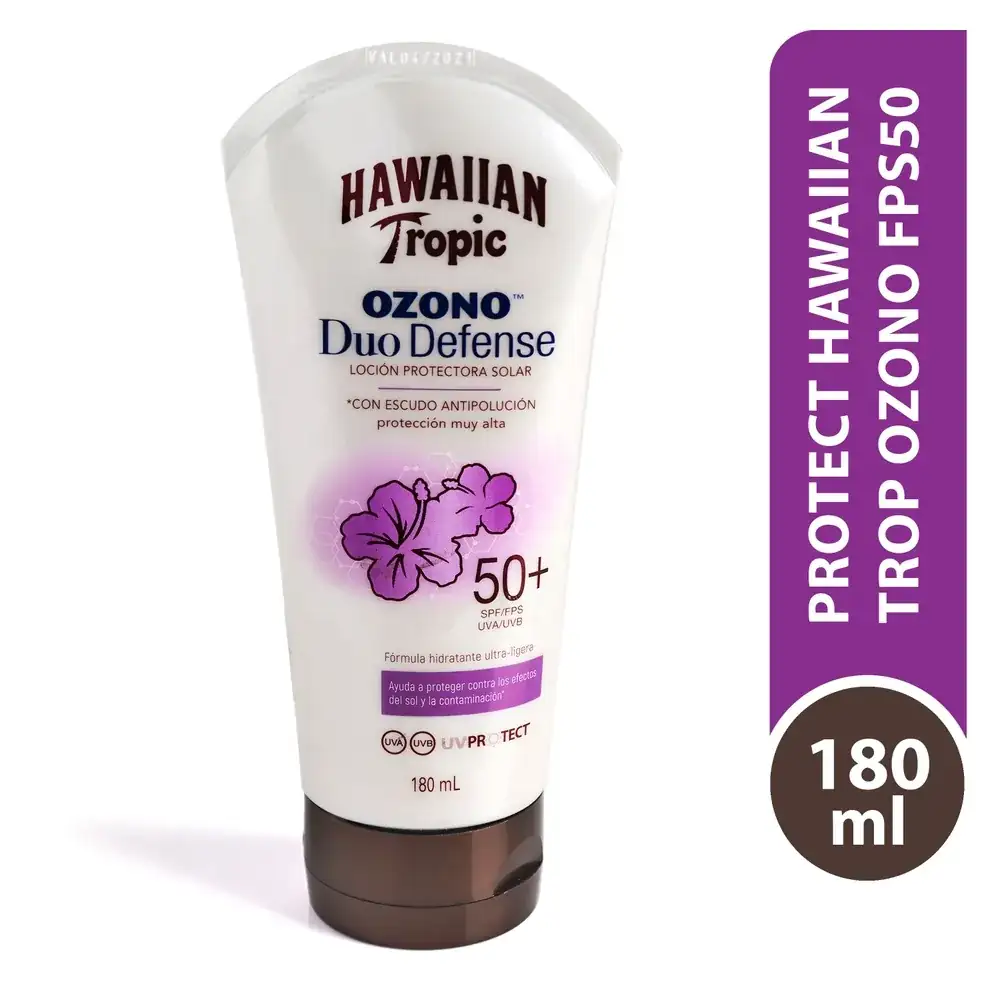 VAL04/2021
HAWAIIAN
Tropic
OZONO™
Duo Defense
LOCIÓN PROTECTORA SOLAR
*CON ESCUDO ANTIPOLUCIÓN
protección muy alta
50+
SPF/FPS
UVA/UVB
Fórmula hidratante ultra-ligera
Ayuda a proteger contra los efectos
del sol y la contaminación*
UVA UVB UVPROTECT
180 mL
PROTECT HAWAIIAN
TROP OZONO FPS50
180
ml